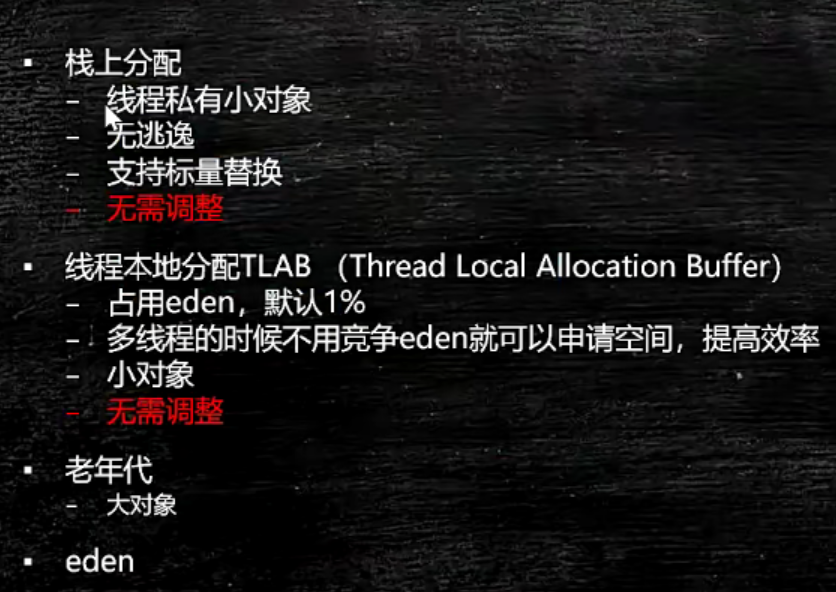 ▪ 栈上分配
– 线程私有小对象
– 无逃逸
– 支持标量替换
– 无需调整
▪ 线程本地分配TLAB （Thread Local Allocation Buffer）
– 占用eden，默认1%
– 多线程的时候不用竞争eden就可以申请空间，提高效率
– 小对象
– 无需调整
▪ 老年代
– 大对象
▪ eden